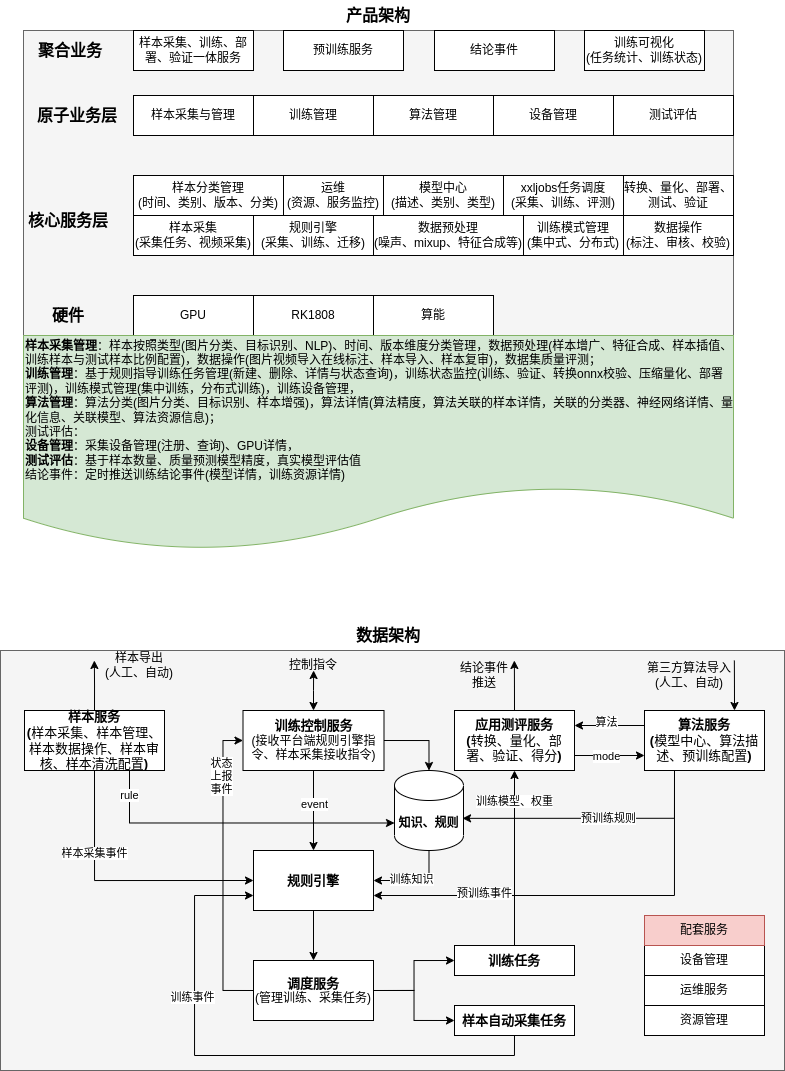 产品架构
聚合业务
样本采集、训练、部
署、验证一体服务
预训练服务
结论事件
训练可视化
(任务统计、训练状态)
原子业务层
样本采集与管理
训练管理
算法管理
设备管理
测试评估
核心服务层
样本分类管理
(时间、类别、版本、分类)
运维
(资源、服务监控)
模型中心
(描述、类别、类型)
xxljobs任务调度
(采集、训练、评测)
转换、量化、部署、
测试、验证
样本采集
(采集任务、视频采集)
规则引擎
(采集、训练、迁移)
数据预处理
(噪声、mixup、特征合成等)
训练模式管理
(集中式、分布式)
数据操作
(标注、审核、校验)
硬件
GPU
RK1808
算能
样本采集管理：样本按照类型(图片分类、目标识别、NLP)、时间、版本维度分类管理，数据预处理(样本增广、特征合成、样本插值、
训练样本与测试样本比例配置)，数据操作(图片视频导入在线标注、样本导入、样本复审)，数据集质量评测；
训练管理：基于规则指导训练任务管理(新建、删除、详情与状态查询)，训练状态监控(训练、验证、转换onnx校验、压缩量化、部署
评测)，训练模式管理(集中训练，分布式训练)，训练设备管理，
算法管理：算法分类(图片分类、目标识别、样本增强)，算法详情(算法精度，算法关联的样本详情，关联的分类器、神经网络详情、量
化信息、关联模型、算法资源信息)；
测试评估：
设备管理：采集设备管理(注册、查询)、GPU详情，
测试评估：基于样本数量、质量预测模型精度，真实模型评估值
结论事件：定时推送训练结论事件(模型详情，训练资源详情)
数据架构
样本导出
(人工、自动)
控制指令
结论事件
推送
第三方算法导入
(人工、自动)
样本服务
(样本采集、样本管理、
样本数据操作、样本审
核、样本清洗配置)
训练控制服务
(接收平台端规则引擎指
令、样本采集接收指令)
应用测评服务
(转换、量化、部
署、验证、得分)
算法
mode
算法服务
(模型中心、算法描
述、预训练配置)
状态
上报
事件
rule
event
知识、规则
训练模型、权重
预训练规则
样本采集事件
规则引擎
训练知识
预训练事件
训练事件
调度服务
(管理训练、采集任务)
训练任务
样本自动采集任务
配套服务
设备管理
运维服务
资源管理